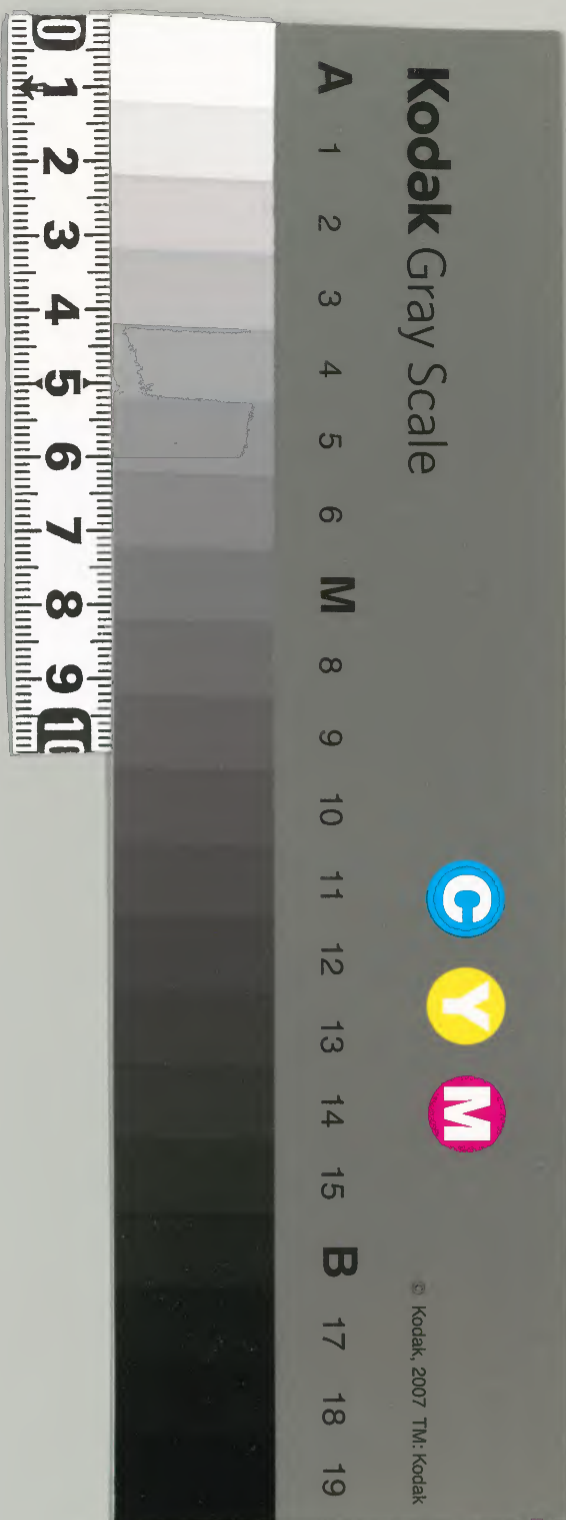 Kodak Gray Scale
C Y M
© Kodak, 2007 TM: Kodak
A 1 2 3 4 5 6 M 8 9 10 11 12 13 14 15 B 17 18 19
0 1 2 3 4 5 6 7 8 9 10